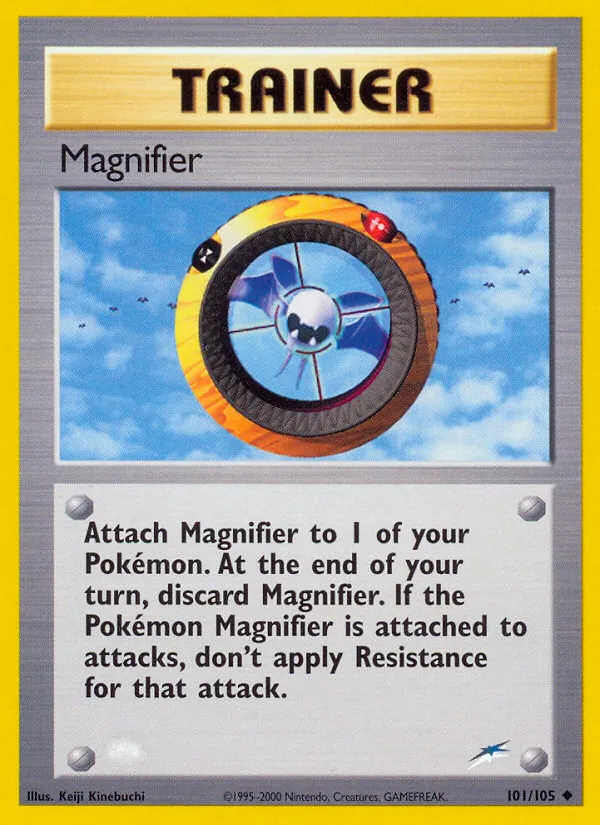 TRAINER
Magnifier
Attach Magnifier to 1 of your
Pokémon. At the end of your
turn, discard Magnifier. If the
Pokémon Magnifier is attached to
attacks, don't apply Resistance
for that attack.
Illus. Keiji Kinebuchi
©1995-2000 Nintendo, Creatures, GAMEFREAK.
101/105